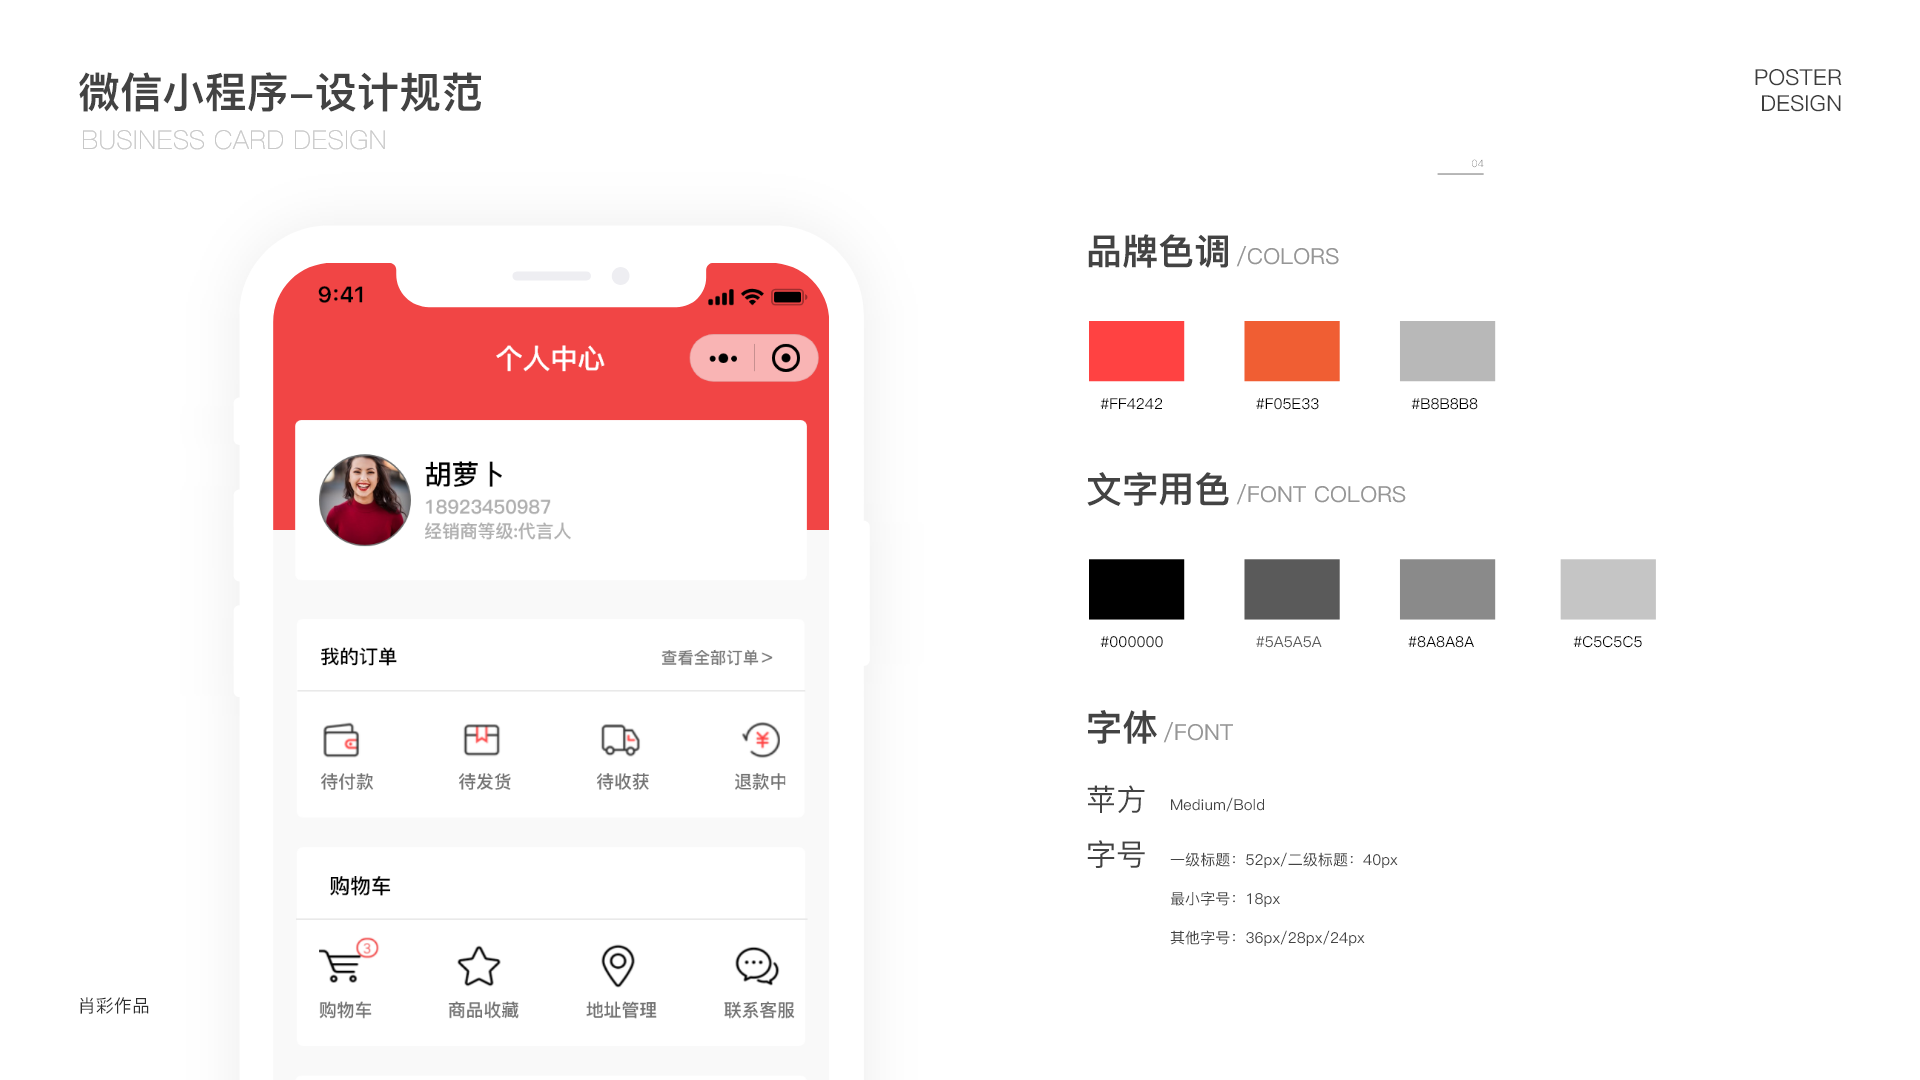 微信小程序-设计规范
BUSINESS CARD DESIGN
POSTER
DESIGN
04
9:41
个人中心
胡萝卜
18923450987
经销商等级:代言人
我的订单
查看全部订单>
待付款
待发货
待收获
退款中
购物车
3
购物车
商品收藏
地址管理
联系客服
肖彩作品
品牌色调 /COLORS
#FF4242
#F05E33
#B8B8B8
文字用色 /FONT COLORS
#000000
#5A5A5A
#8A8A8A
#C5C5C5
字体 /FONT
苹方 Medium/Bold
字号 一级标题：52px/二级标题：40px
最小字号：18px
其他字号：36px/28px/24px